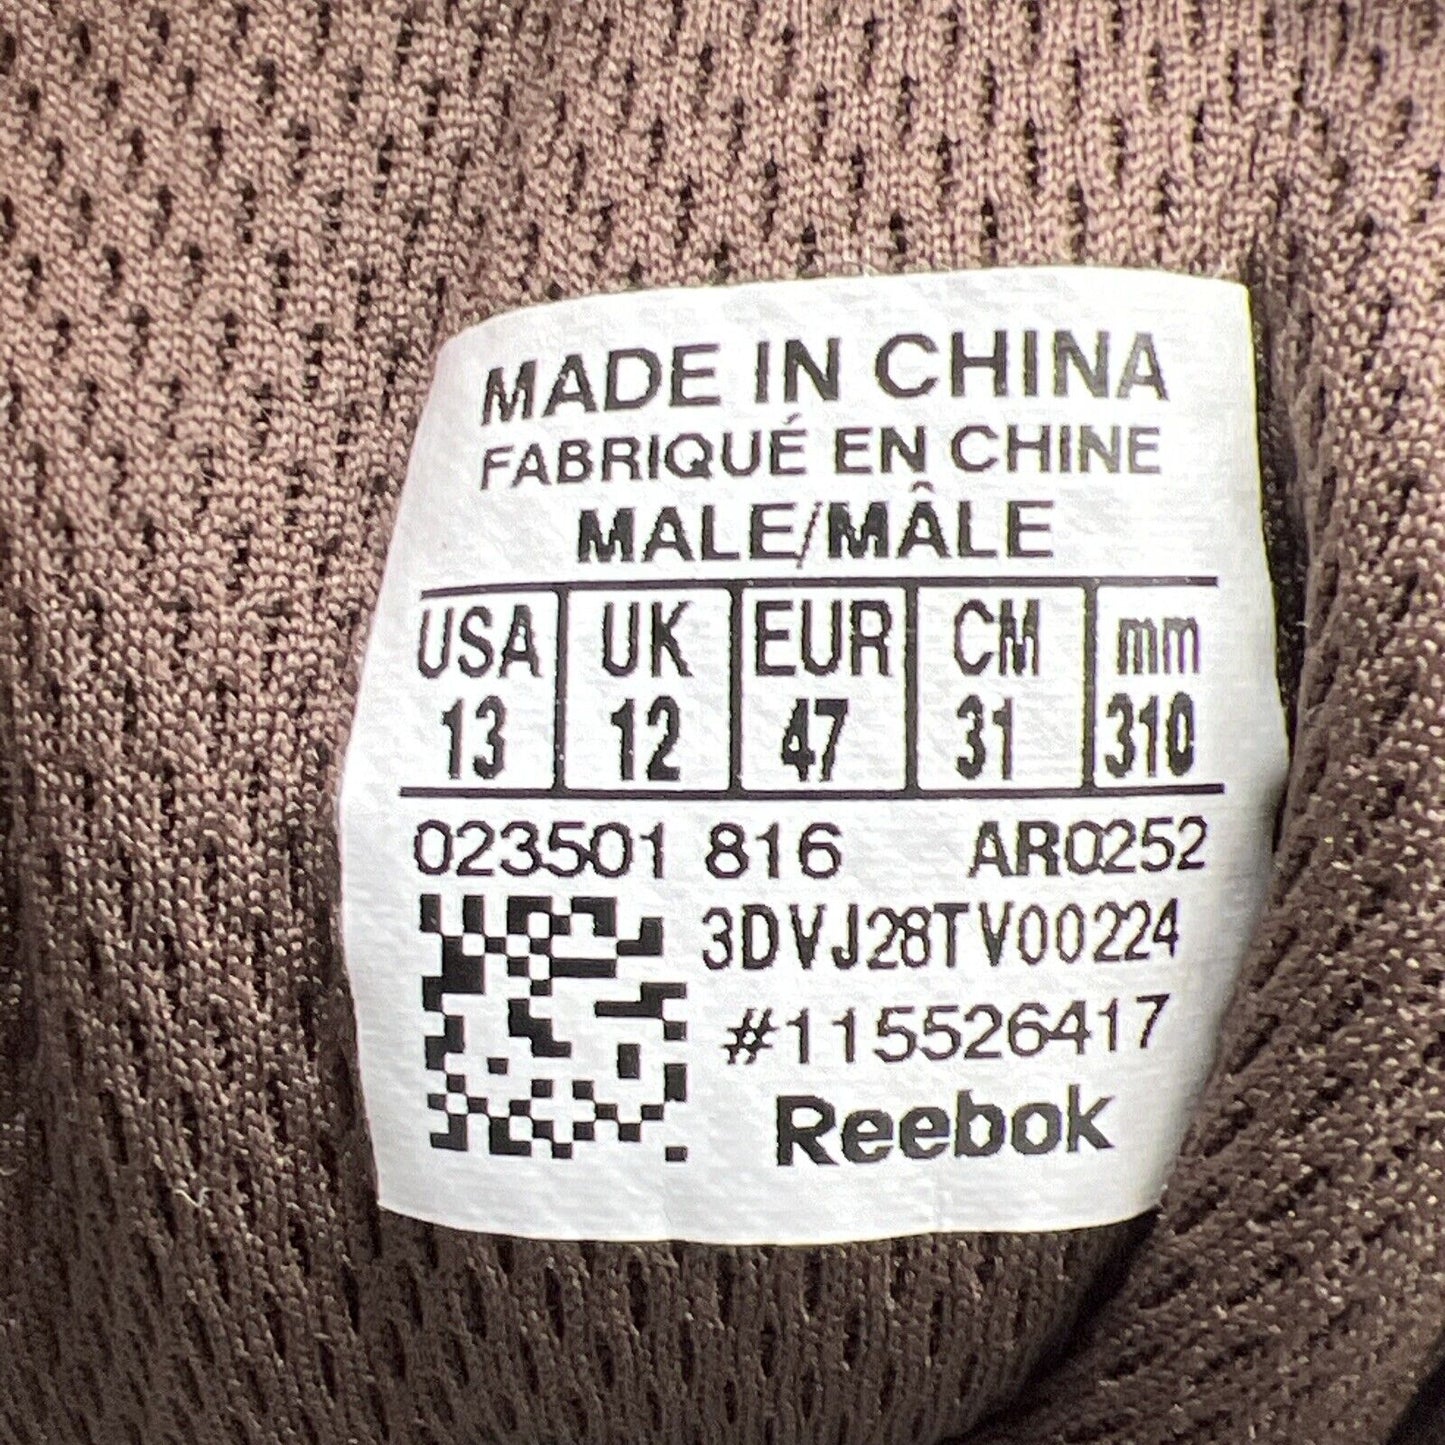 MADE IN CHINA
FABRIQUÉ EN CHINE
MALE/MÂLE
USA UK EUR CM mm
13 12 47 31 310
023501 816 AR0252
3DVJ28TV00224
#115526417
Reebok